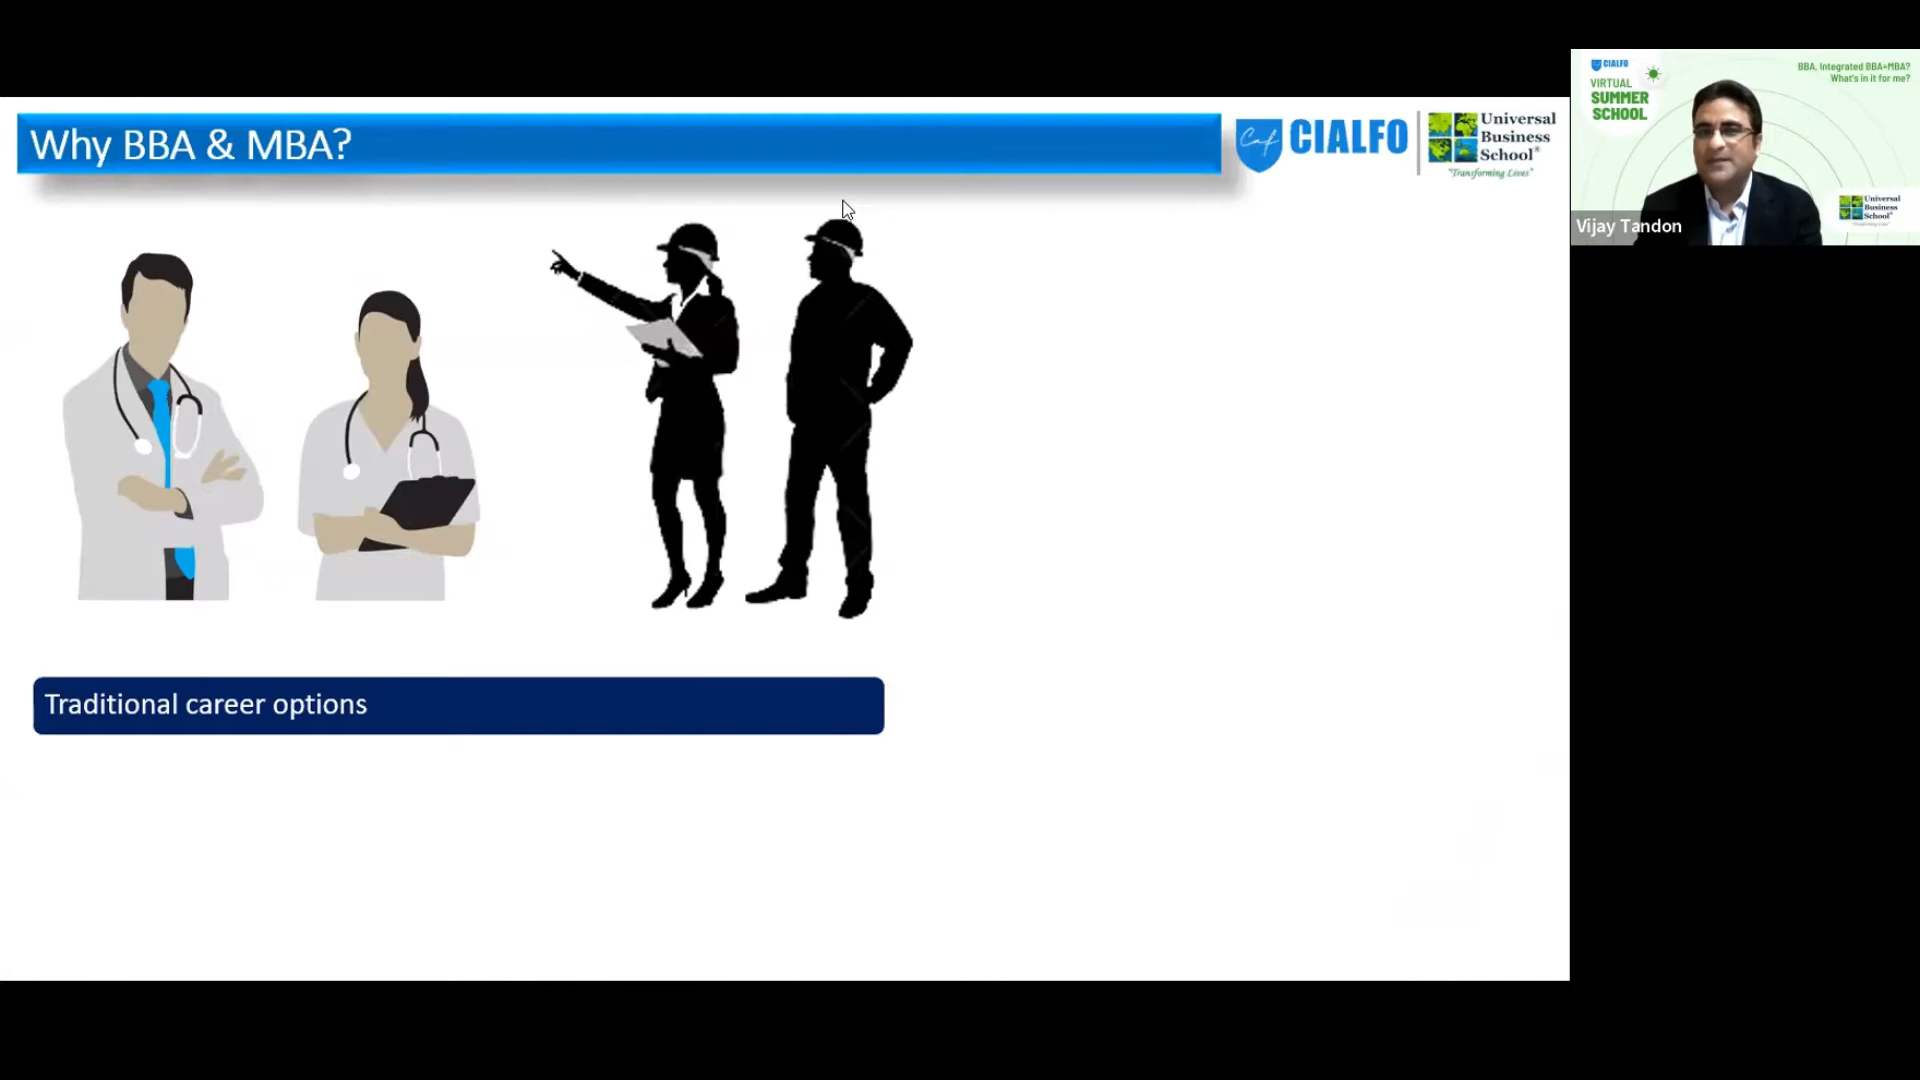 Why BBA & MBA?
Caf CIALFO
Universal
Business
School®
"Transforming Lives"
Traditional career options
CIALFO
VIRTUAL
SUMMER
SCHOOL
BBA, Integrated BBA+MBA?
What's in it for me?
Universal
Business
School®
Vijay Tandon